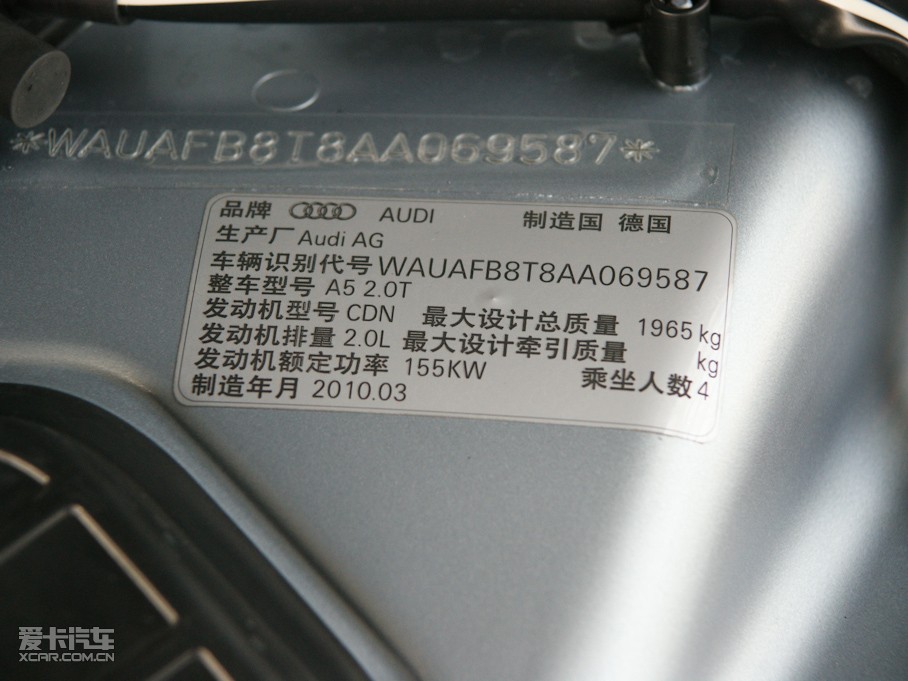 *WAUAFB8T8AA069587*
品牌 AUDI 制造国 德国
生产厂 Audi AG
车辆识别代号 WAUAFB8T8AA069587
整车型号 A5 2.0T
发动机型号 CDN 最大设计总质量 1965 kg
发动机排量 2.0L 最大设计牵引质量 kg
发动机额定功率 155KW 乘坐人数 4
制造年月 2010.03
爱卡汽车
XCAR.COM.CN